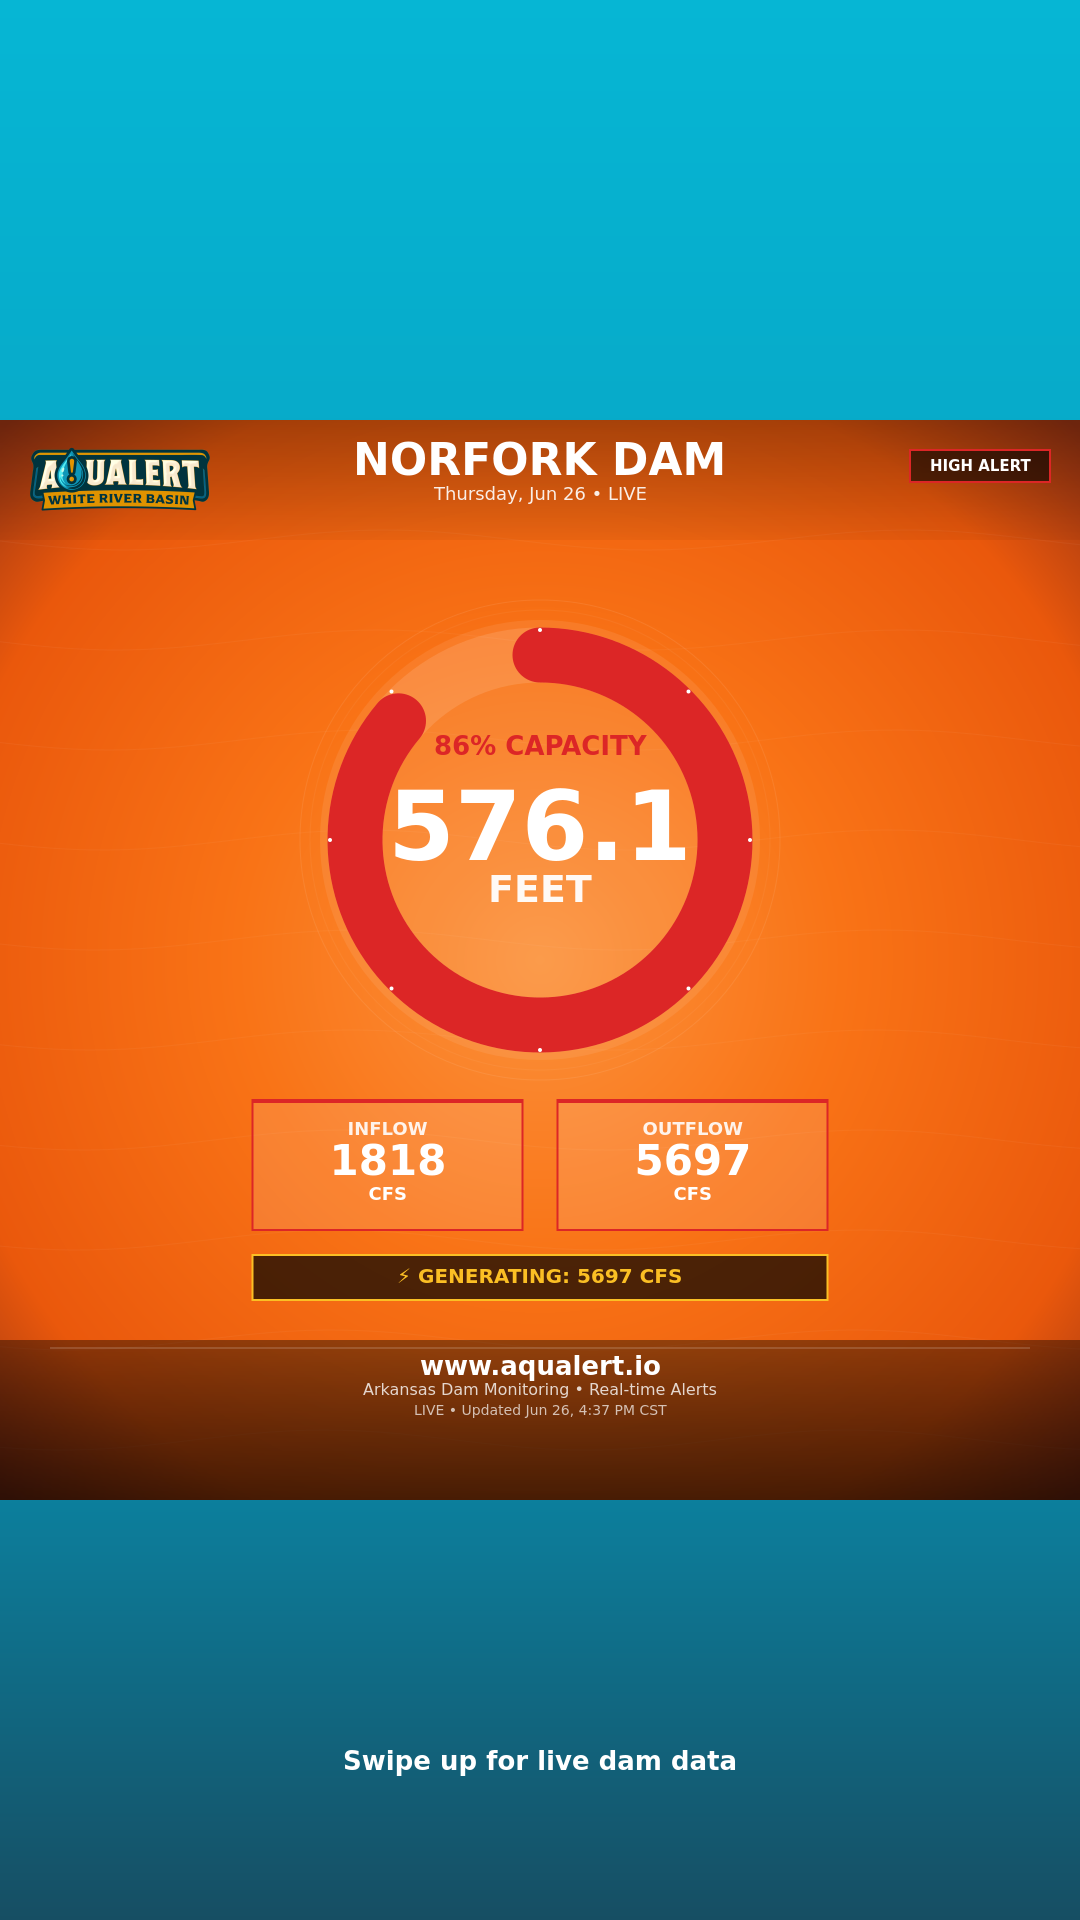 AQUALERT
WHITE RIVER BASIN
NORFORK DAM
Thursday, Jun 26 • LIVE
HIGH ALERT
86% CAPACITY
576.1
FEET
INFLOW
1818
CFS
OUTFLOW
5697
CFS
⚡ GENERATING: 5697 CFS
www.aqualert.io
Arkansas Dam Monitoring • Real-time Alerts
LIVE • Updated Jun 26, 4:37 PM CST
Swipe up for live dam data